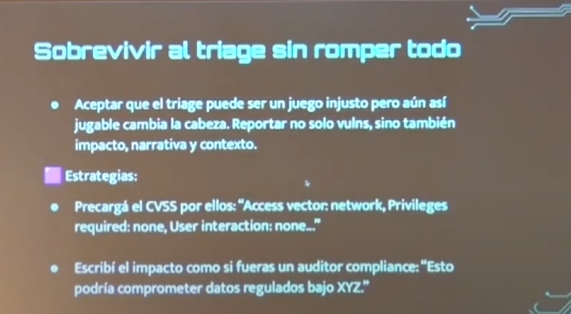 Sobrevivir al triage sin romper todo
• Aceptar que el triage puede ser un juego injusto pero aún así
jugable cambia la cabeza. Reportar no solo vulns, sino también
impacto, narrativa y contexto.
Estrategias:
• Precargá el CVSS por ellos: “Access vector: network, Privileges
required: none, User interaction: none...”
• Escribí el impacto como si fueras un auditor compliance: “Esto
podría comprometer datos regulados bajo XYZ.”